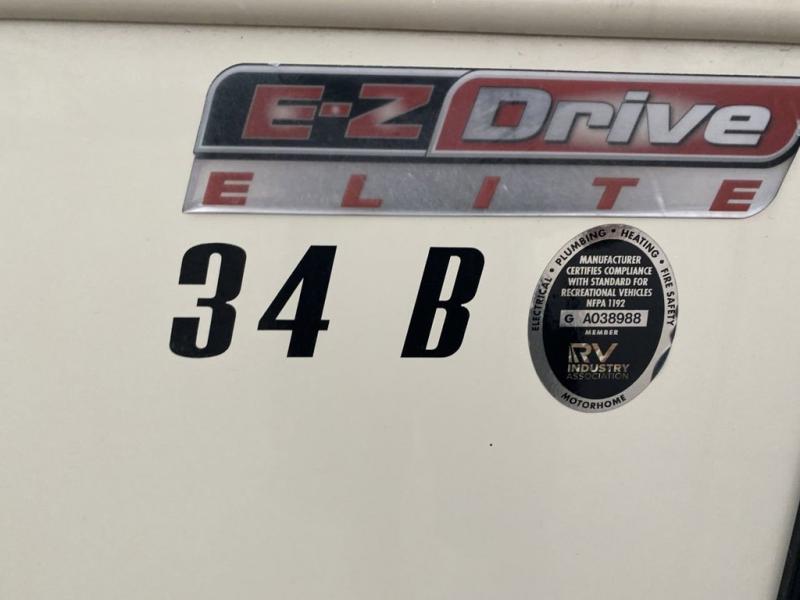 E-Z Drive
ELITE
34 B
ELECTRICAL • PLUMBING • HEATING • FIRE SAFETY
MANUFACTURER
CERTIFIES COMPLIANCE
WITH STANDARD FOR
RECREATIONAL VEHICLES
NFPA 1192
G A038988
MEMBER
RV
INDUSTRY
ASSOCIATION
MOTORHOME